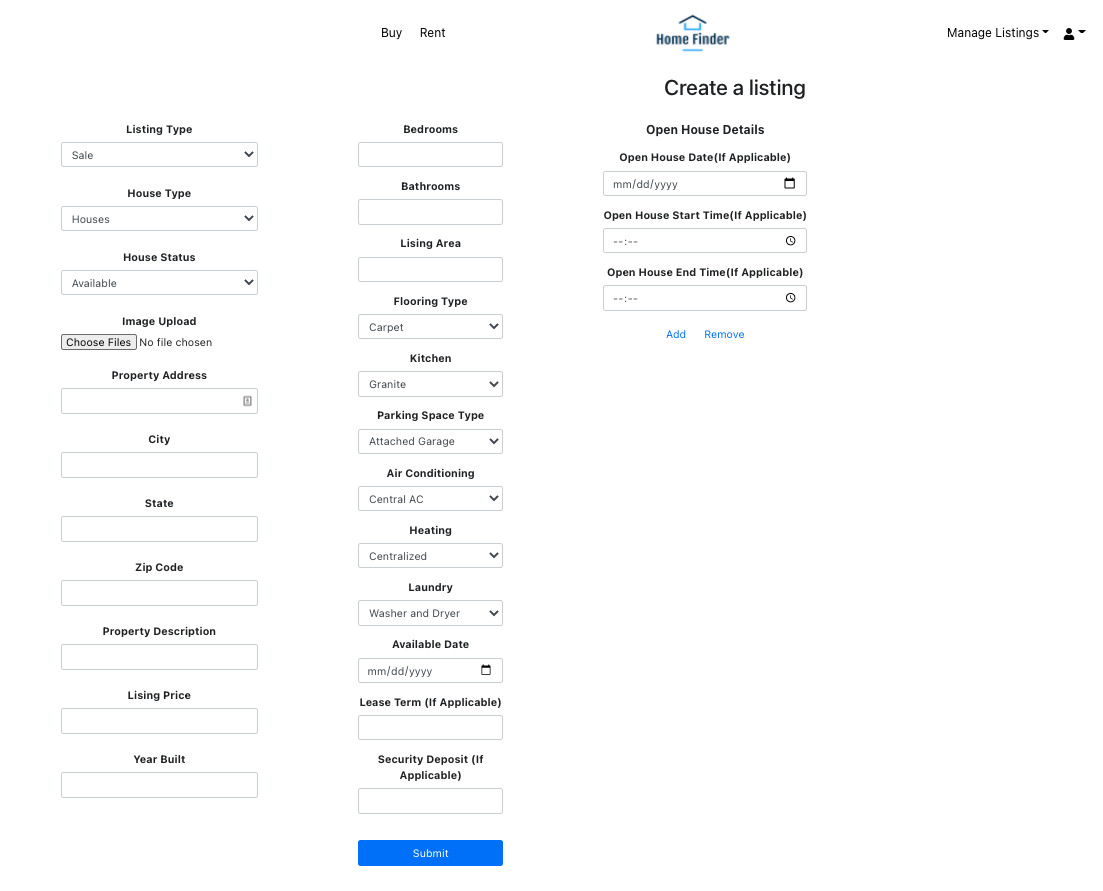 Buy Rent
Home Finder
Manage Listings
Create a listing
Listing Type
Sale
House Type
Houses
House Status
Available
Image Upload
Choose Files No file chosen
Property Address
City
State
Zip Code
Property Description
Lising Price
Year Built
Bedrooms
Bathrooms
Lising Area
Flooring Type
Carpet
Kitchen
Granite
Parking Space Type
Attached Garage
Air Conditioning
Central AC
Heating
Centralized
Laundry
Washer and Dryer
Available Date
mm/dd/yyyy
Lease Term (If Applicable)
Security Deposit (If
Applicable)
Submit
Open House Details
Open House Date(If Applicable)
mm/dd/yyyy
Open House Start Time(If Applicable)
--:--
Open House End Time(If Applicable)
--:--
Add Remove